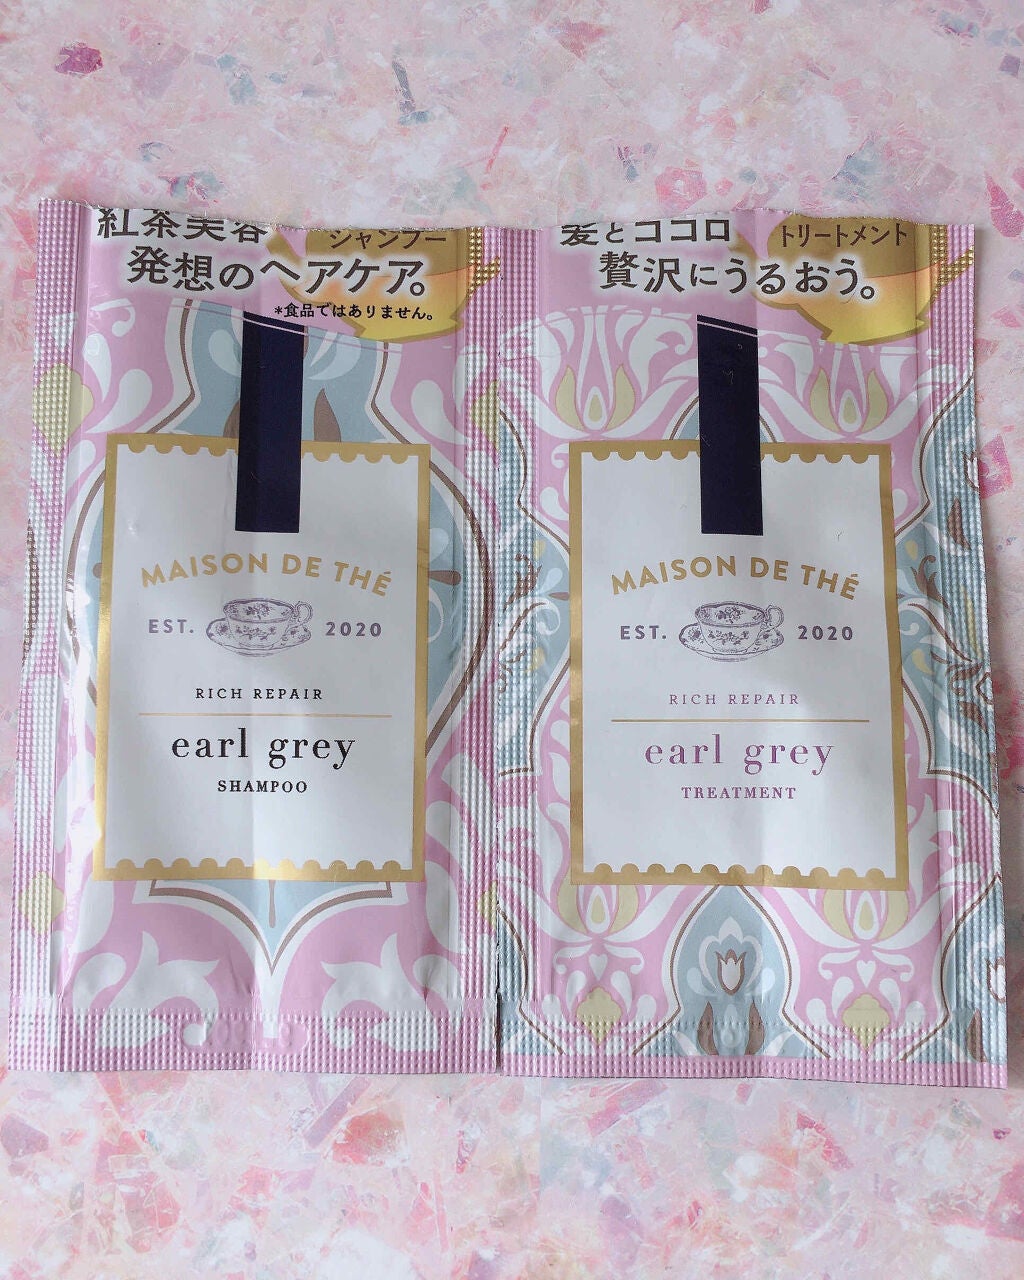 紅茶美容
シャンプー
発想のヘアケア。
*食品ではありません。
MAISON DE THÉ
EST. 2020
RICH REPAIR
earl grey
SHAMPOO
髪とココロ
トリートメント
贅沢にうるおう。
MAISON DE THÉ
EST. 2020
RICH REPAIR
earl grey
TREATMENT